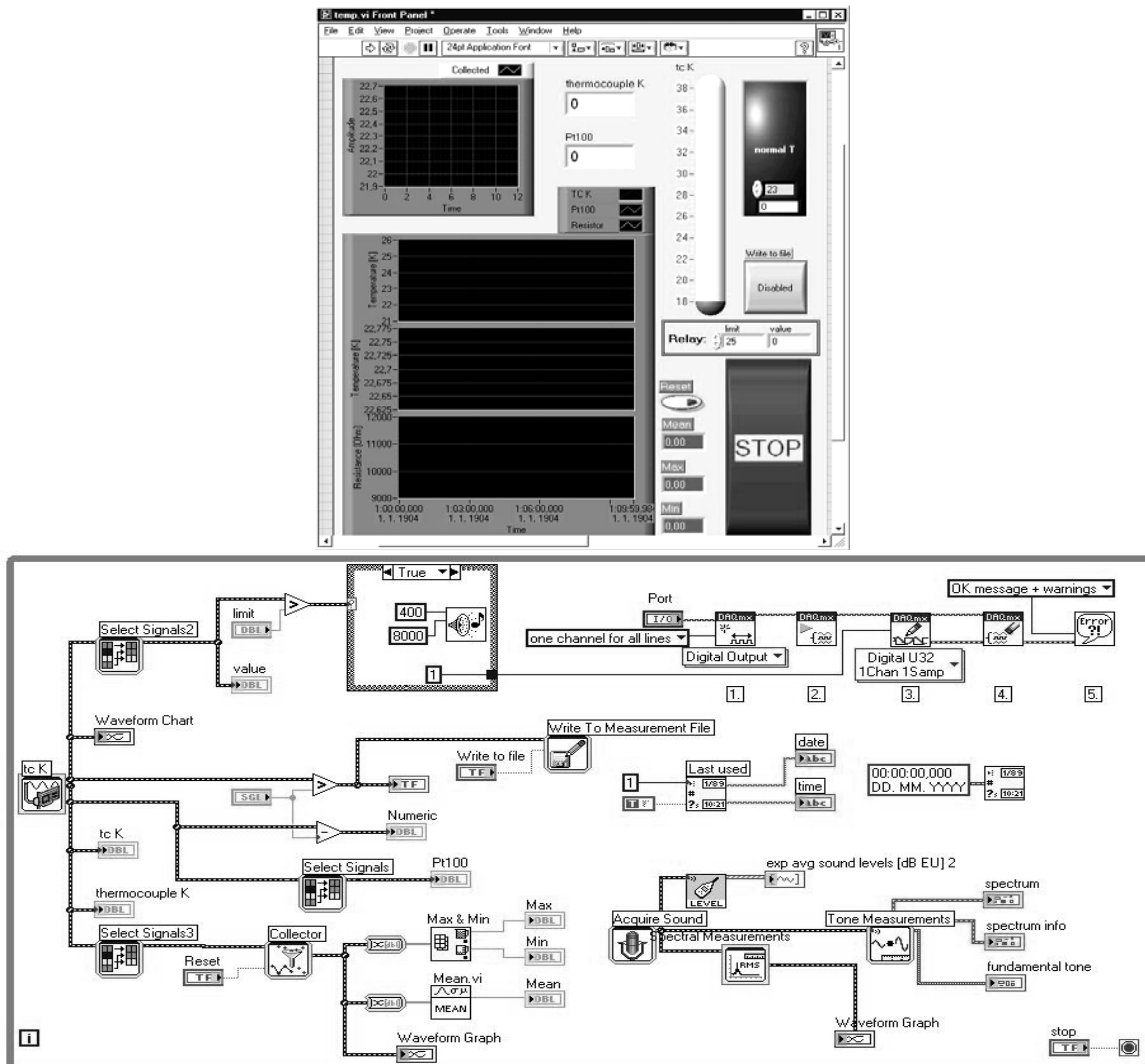 temp.vi Front Panel *
File Edit View Project Operate Tools Window Help
24pt Application Font
1
Collected
22,7
22,6
22,5
22,4
22,3
22,2
22,1
22
21,9
Amplitude
0 2 4 6 8 10 12
Time
thermocouple K
0
Pt100
0
tc K
38
36
34
32
30
28
26
24
22
20
18
normal T
23
0
TC K
Pt100
Resistor
Write to file
Disabled
26
25
24
23
22
21
Temperature [K]
22,775
22,75
22,725
22,7
22,675
22,65
22,625
Temperature [K]
12000
11000
10000
9000
Resistance [Ohm]
1:00:00,000 1:03:00,000 1:06:00,000 1:09:59,98
1. 1. 1904 1. 1. 1904 1. 1. 1904 1. 1. 1904
Time
Relay:
limit
25
value
0
Reset
Mean
0.00
Max
0.00
Min
0.00
STOP
True
400
8000
1
limit
DBL
Select Signals2
value
DBL
Port
I/O
one channel for all lines
DAQmx
Digital Output
DAQmx
DAQmx
Digital U32
1Chan 1Samp
DAQmx
OK message + warnings
Error
?!
1. 2. 3. 4. 5.
Waveform Chart
tc K
Write To Measurement File
Write to file
TF
TF
SGL
Numeric
DBL
tc K
DBL
Select Signals
Pt100
DBL
thermocouple K
DBL
Select Signals3
Collector
Reset
TF
Max & Min
Max
DBL
Min
DBL
Mean.vi
MEAN
Mean
DBL
Waveform Graph
1
T
Last used
1/89
#
10:21
date
abc
time
abc
00:00:00,000
DD. MM. YYYY
1/89
#
10:21
exp avg sound levels [dB EU] 2
LEVEL
Acquire Sound
Spectral Measurements
RMS
Tone Measurements
spectrum
spectrum info
fundamental tone
Waveform Graph
i
stop
TF